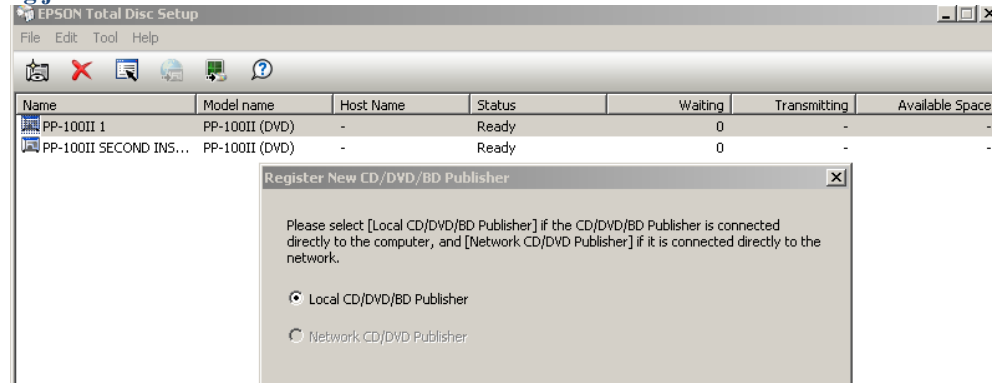 EPSON Total Disc Setup
File Edit Tool Help
Name Model name Host Name Status Waiting Transmitting Available Space
PP-100II 1 PP-100II (DVD) - Ready 0 - -
PP-100II SECOND INS... PP-100II (DVD) - Ready 0 - -
Register New CD/DVD/BD Publisher
Please select [Local CD/DVD/BD Publisher] if the CD/DVD/BD Publisher is connected
directly to the computer, and [Network CD/DVD Publisher] if it is connected directly to the
network.
Local CD/DVD/BD Publisher
Network CD/DVD Publisher